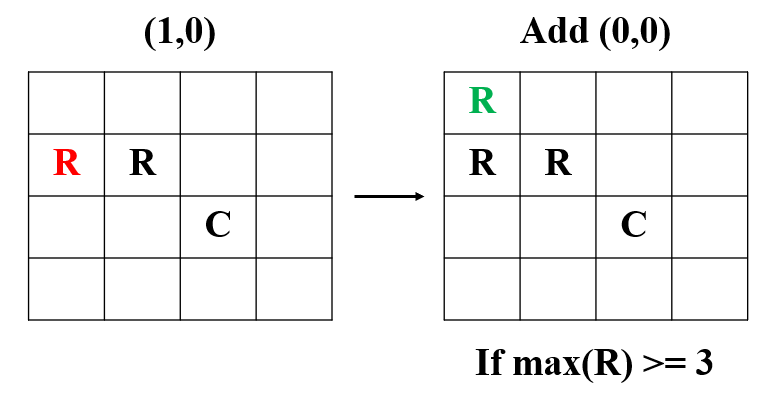 (1,0)
Add (0,0)
R
R R
C
R
R R
C
If max(R) >= 3